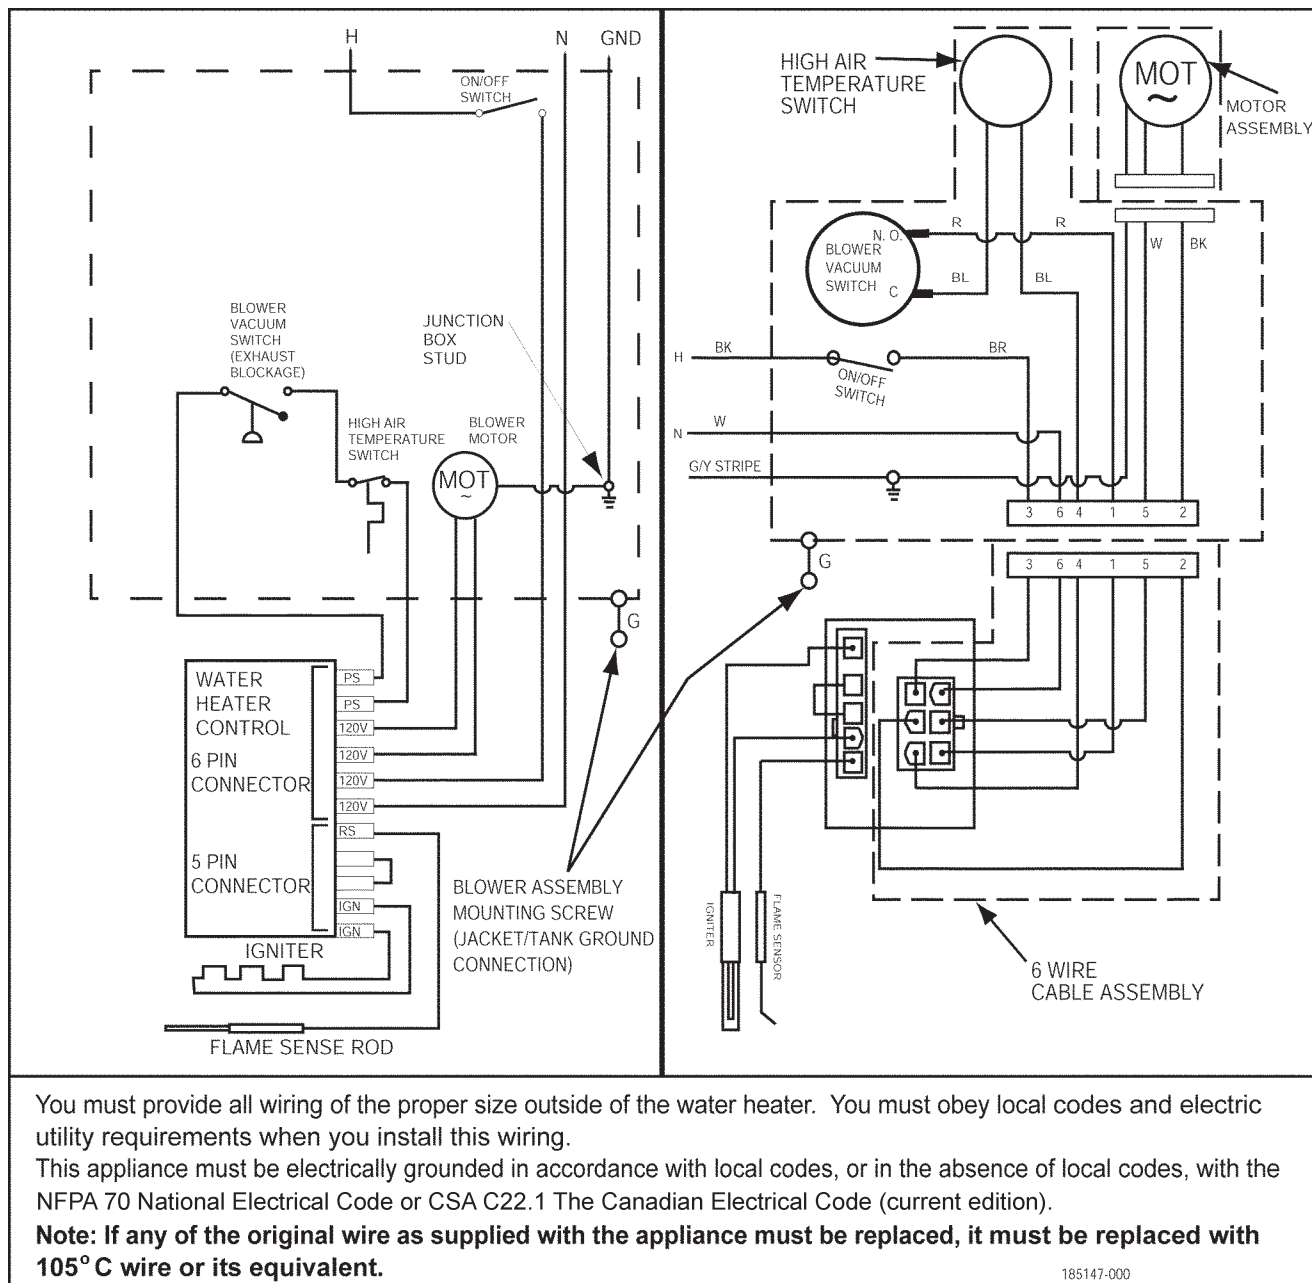 H
N
GND
ON/OFF
SWITCH
BLOWER
VACUUM
SWITCH
(EXHAUST
BLOCKAGE)
JUNCTION
BOX
STUD
HIGH AIR
TEMPERATURE
SWITCH
BLOWER
MOTOR
MOT
~
G
WATER
HEATER
CONTROL
6 PIN
CONNECTOR
5 PIN
CONNECTOR
PS
PS
120V
120V
120V
120V
RS
IGN
IGN
IGNITER
FLAME SENSE ROD
BLOWER ASSEMBLY
MOUNTING SCREW
(JACKET/TANK GROUND
CONNECTION)
HIGH AIR
TEMPERATURE
SWITCH
MOT
~
MOTOR
ASSEMBLY
N. O.
BLOWER
VACUUM
SWITCH
C
R
R
W
BK
BL
BL
H
BK
BR
ON/OFF
SWITCH
N
W
G/Y STRIPE
3 6 4 1 5 2
G
3 6 4 1 5 2
IGNITER
FLAME SENSOR
6 WIRE
CABLE ASSEMBLY
You must provide all wiring of the proper size outside of the water heater. You must obey local codes and electric
utility requirements when you install this wiring.
This appliance must be electrically grounded in accordance with local codes, or in the absence of local codes, with the
NFPA 70 National Electrical Code or CSA C22.1 The Canadian Electrical Code (current edition).
Note: If any of the original wire as supplied with the appliance must be replaced, it must be replaced with
105° C wire or its equivalent.
185147-000